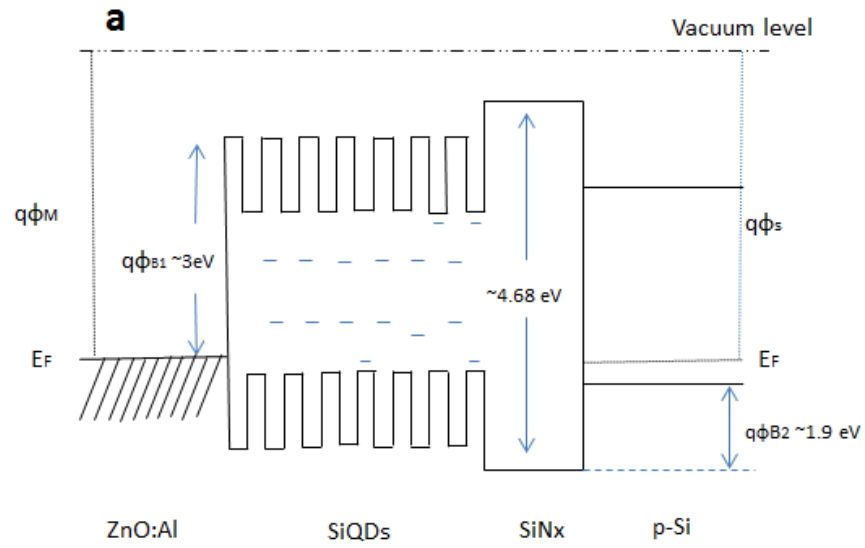 a
Vacuum level
qϕM
qϕB1 ~3eV
~4.68 eV
qϕs
EF
EF
qϕB2 ~1.9 eV
ZnO:Al
SiQDs
SiNx
p-Si